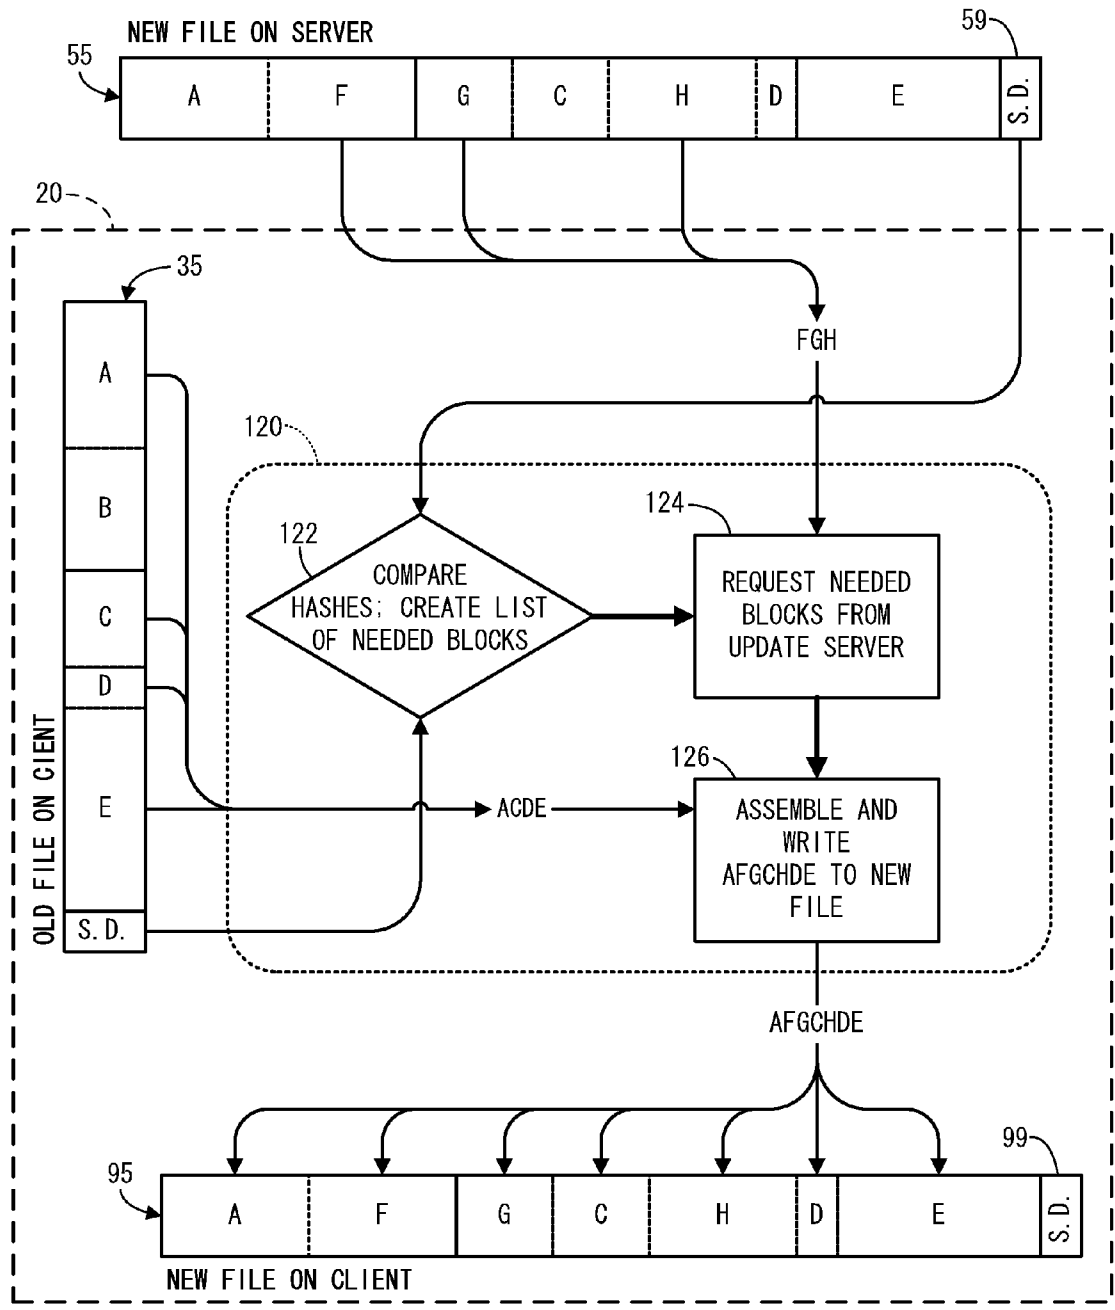 NEW FILE ON SERVER
59
55
A F G C H D E S.D.
20
35
FGH
A
120
B
124
122
COMPARE
HASHES; CREATE LIST
OF NEEDED BLOCKS
REQUEST NEEDED
BLOCKS FROM
UPDATE SERVER
C
D
OLD FILE ON CIENT
126
E
ACDE
ASSEMBLE AND
WRITE
AFGCHDE TO NEW
FILE
S.D.
AFGCHDE
99
95
A F G C H D E S.D.
NEW FILE ON CLIENT